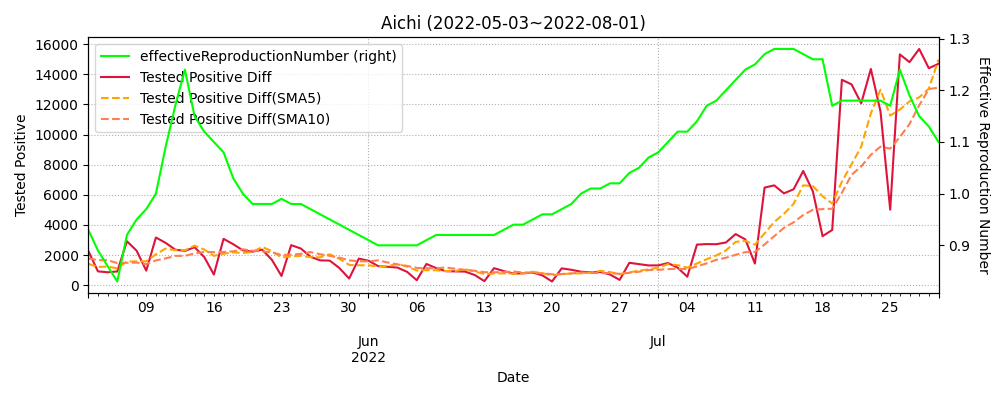 Aichi (2022-05-03~2022-08-01)
effectiveReproductionNumber (right)
Tested Positive Diff
Tested Positive Diff(SMA5)
Tested Positive Diff(SMA10)
Tested Positive
16000
14000
12000
10000
8000
6000
4000
2000
0
Effective Reproduction Number
1.3
1.2
1.1
1.0
0.9
09 16 23 30 06 13 20 27 04 11 18 25
Jun Jul
2022
Date